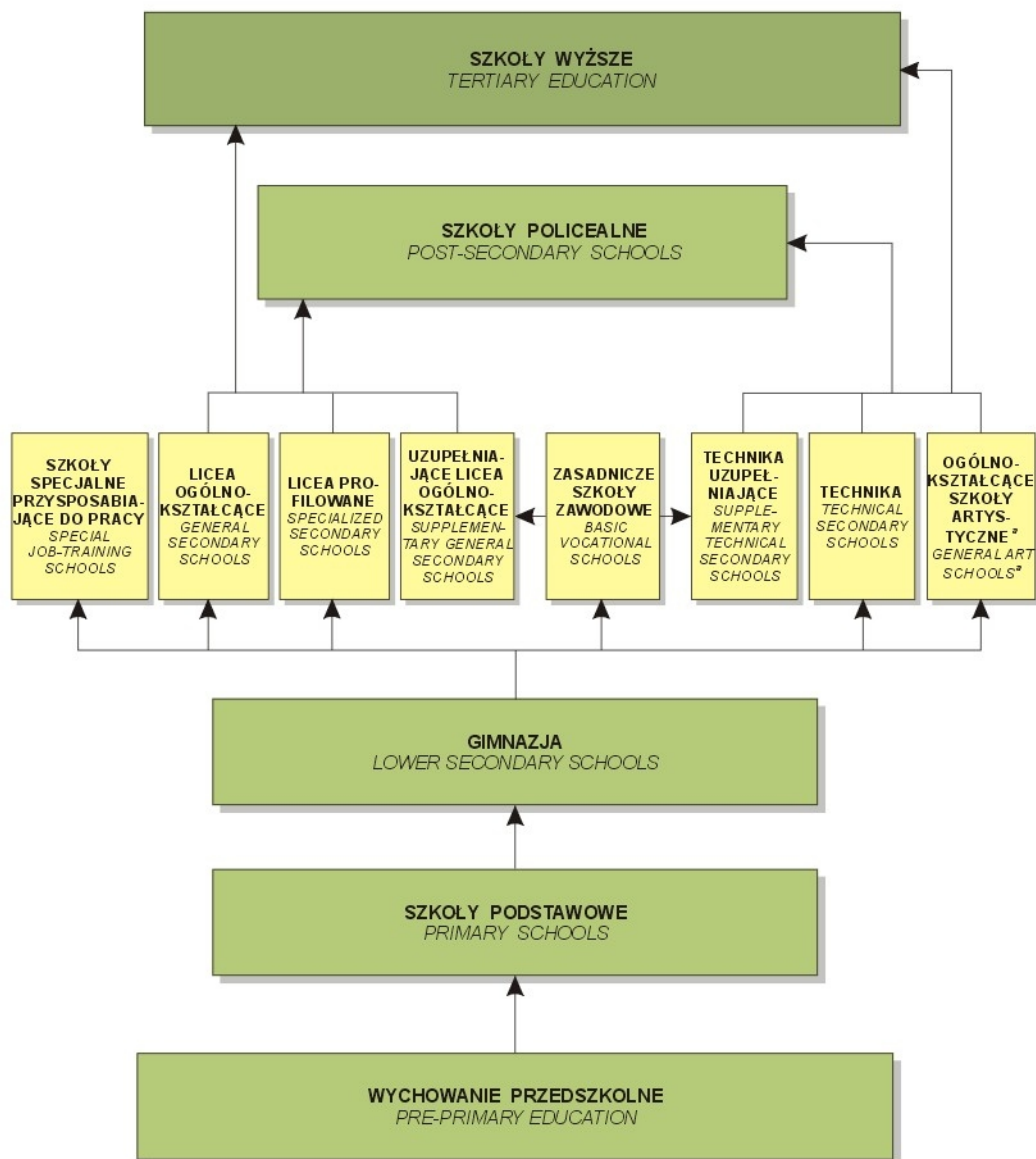 SZKOŁY WYŻSZE
TERTIARY EDUCATION
SZKOŁY POLICEALNE
POST-SECONDARY SCHOOLS
SZKOŁY
SPECJALNE
PRZYSPOSABIA-
JĄCE DO PRACY
SPECIAL
JOB-TRAINING
SCHOOLS
LICEA
OGÓLNO-
KSZTAŁCĄCE
GENERAL
SECONDARY
SCHOOLS
LICEA PRO-
FILOWANE
SPECIALIZED
SECONDARY
SCHOOLS
UZUPEŁNIA-
JĄCE LICEA
OGÓLNO-
KSZTAŁCĄCE
SUPPLEMEN-
TARY GENERAL
SECONDARY
SCHOOLS
ZASADNICZE
SZKOŁY
ZAWODOWE
BASIC
VOCATIONAL
SCHOOLS
TECHNIKA
UZUPEŁ-
NIAJĄCE
SUPPLE-
MENTARY
TECHNICAL
SECONDARY
SCHOOLS
TECHNIKA
TECHNICAL
SECONDARY
SCHOOLS
OGÓLNO-
KSZTAŁCĄCE
SZKOŁY
ARTYS-
TYCZNE ᵃ
GENERAL ART
SCHOOLS ᵃ
GIMNAZJA
LOWER SECONDARY SCHOOLS
SZKOŁY PODSTAWOWE
PRIMARY SCHOOLS
WYCHOWANIE PRZEDSZKOLNE
PRE-PRIMARY EDUCATION